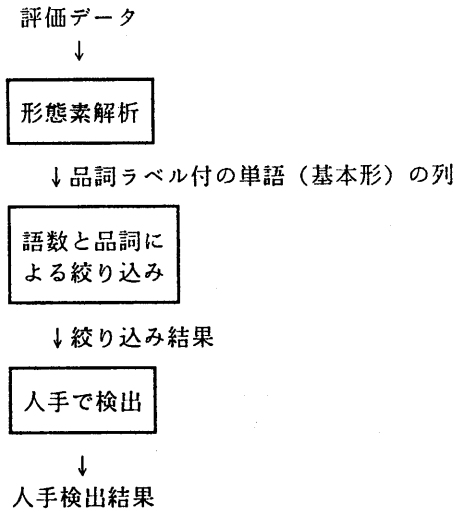 評価データ
↓
形態素解析
↓品詞ラベル付の単語（基本形）の列
語数と品詞に
よる絞り込み
↓絞り込み結果
人手で検出
↓
人手検出結果